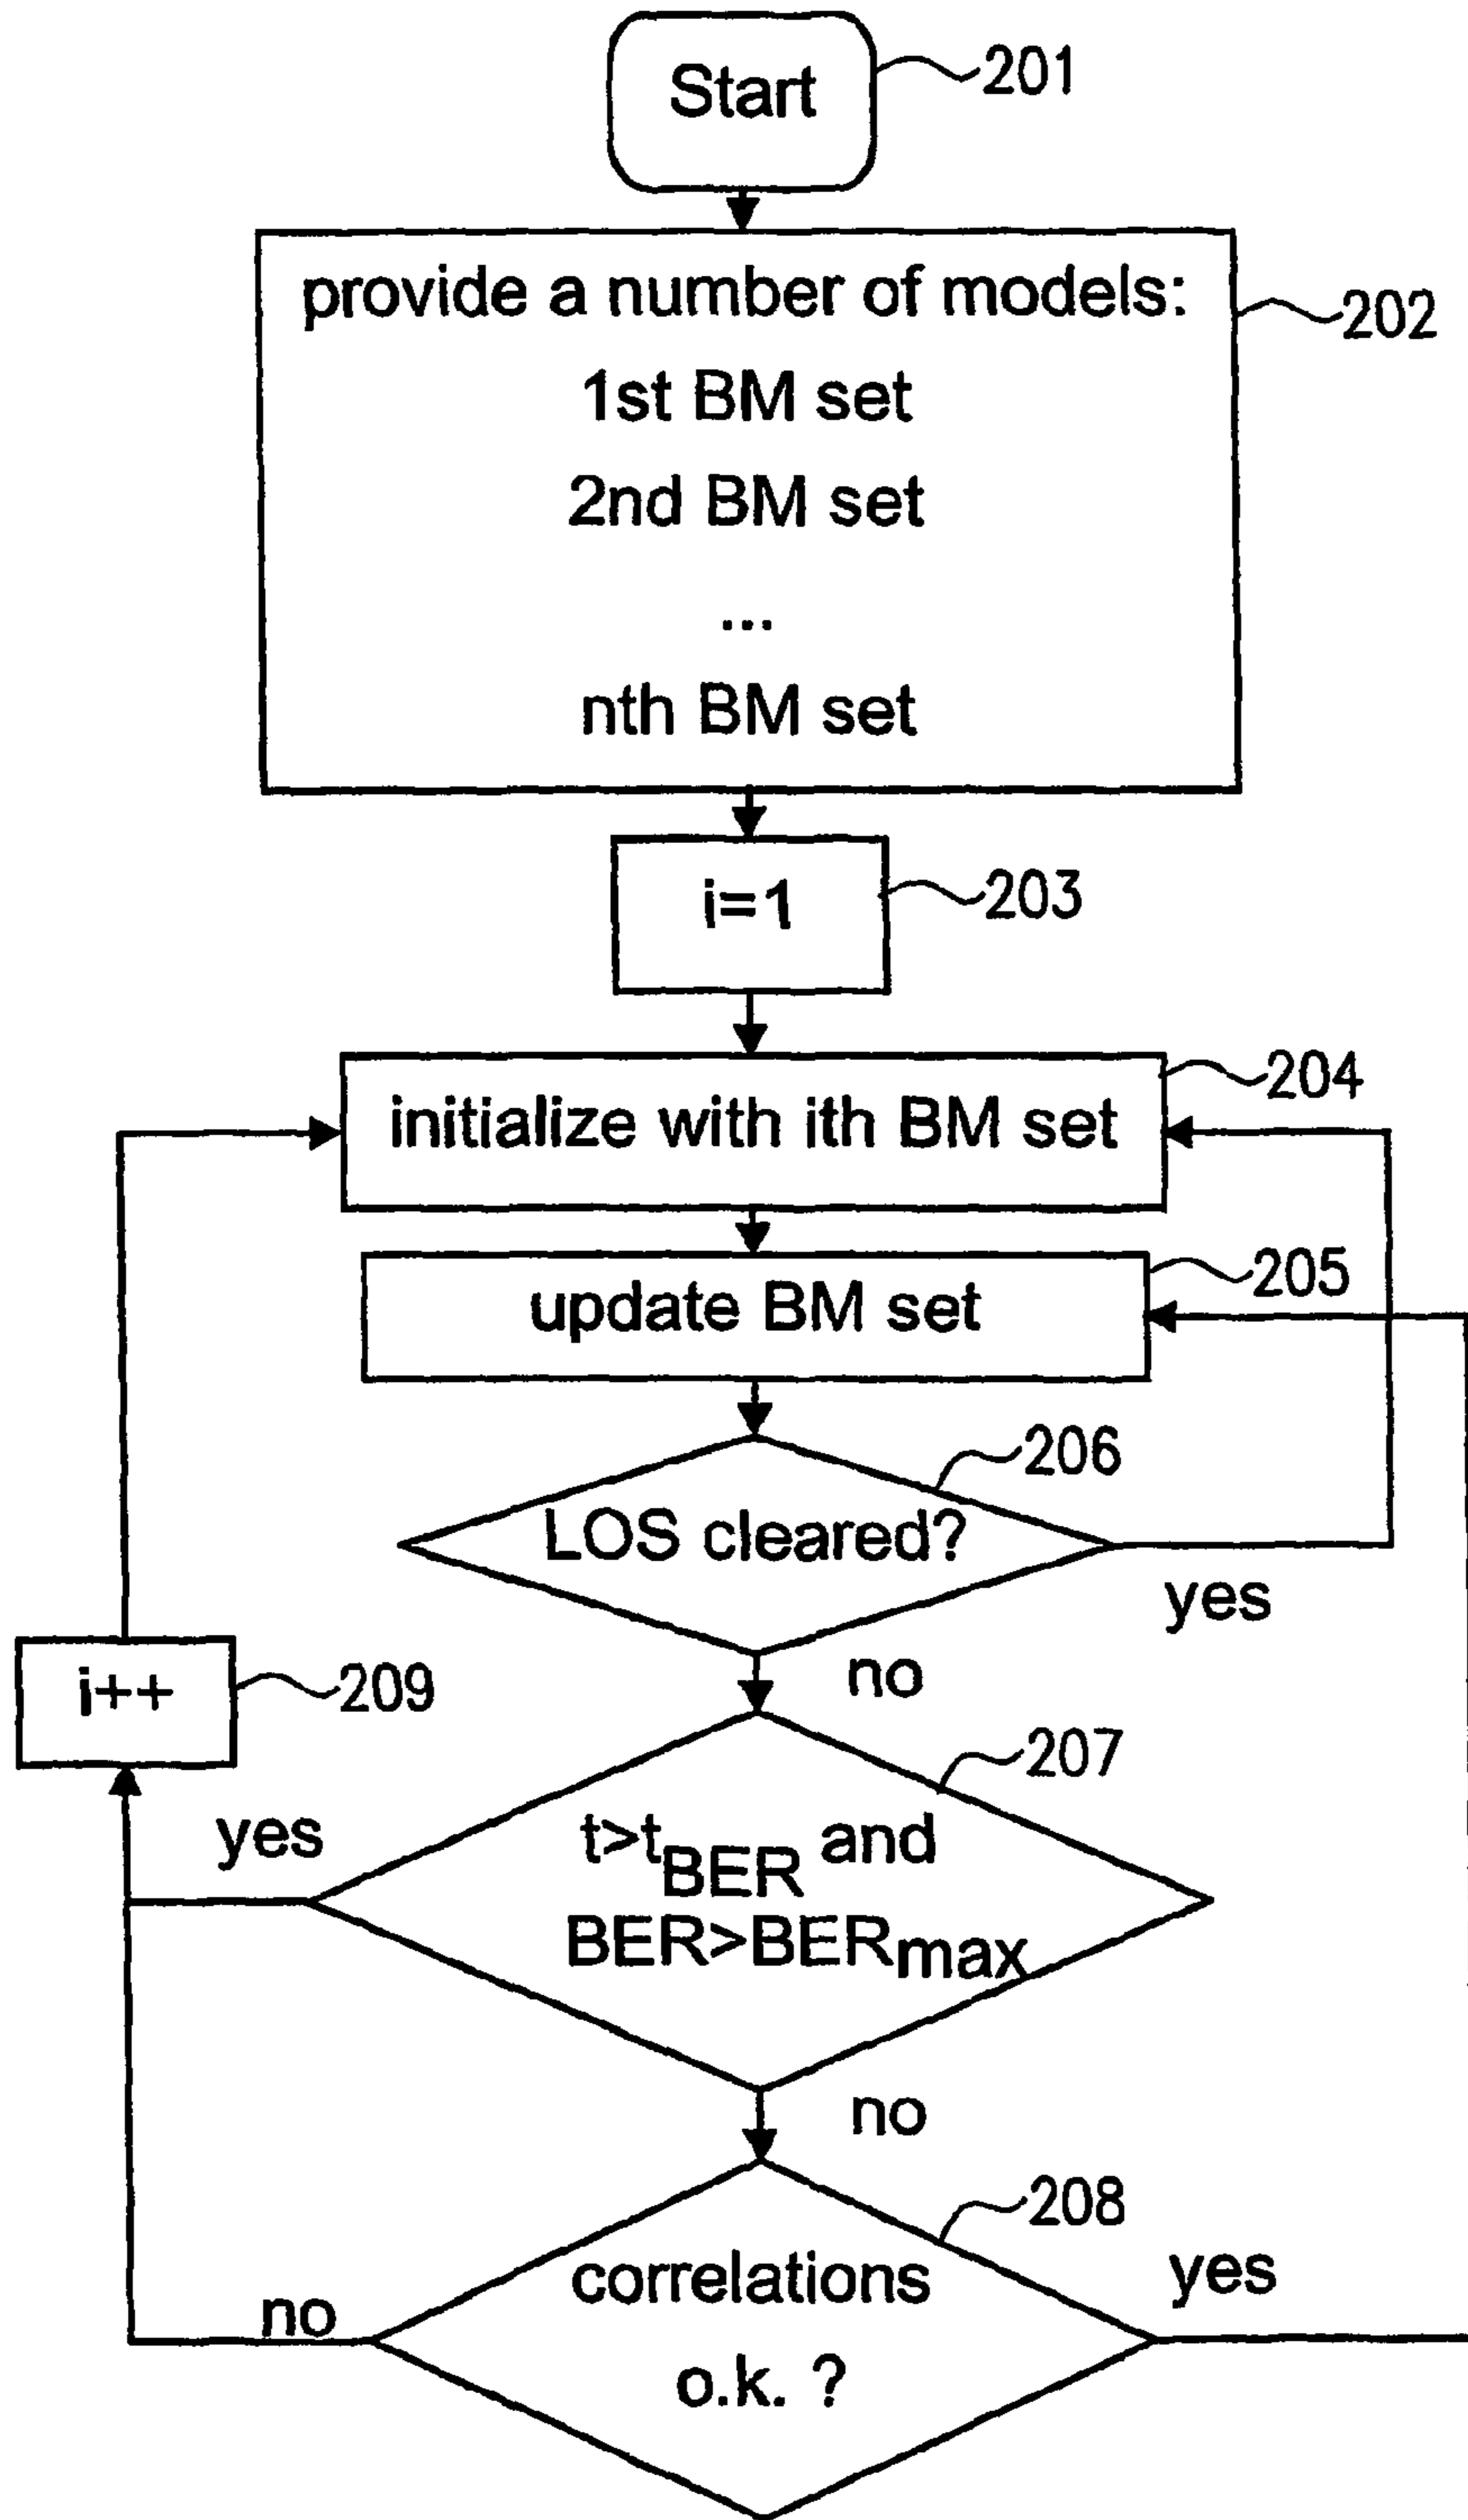 Start
201
provide a number of models:
202
1st BM set
2nd BM set
...
nth BM set
i=1
203
204
initialize with ith BM set
205
update BM set
206
LOS cleared?
yes
no
i++
209
207
yes
t>tBER and
BER>BERmax
no
208
correlations
yes
no
o.k. ?